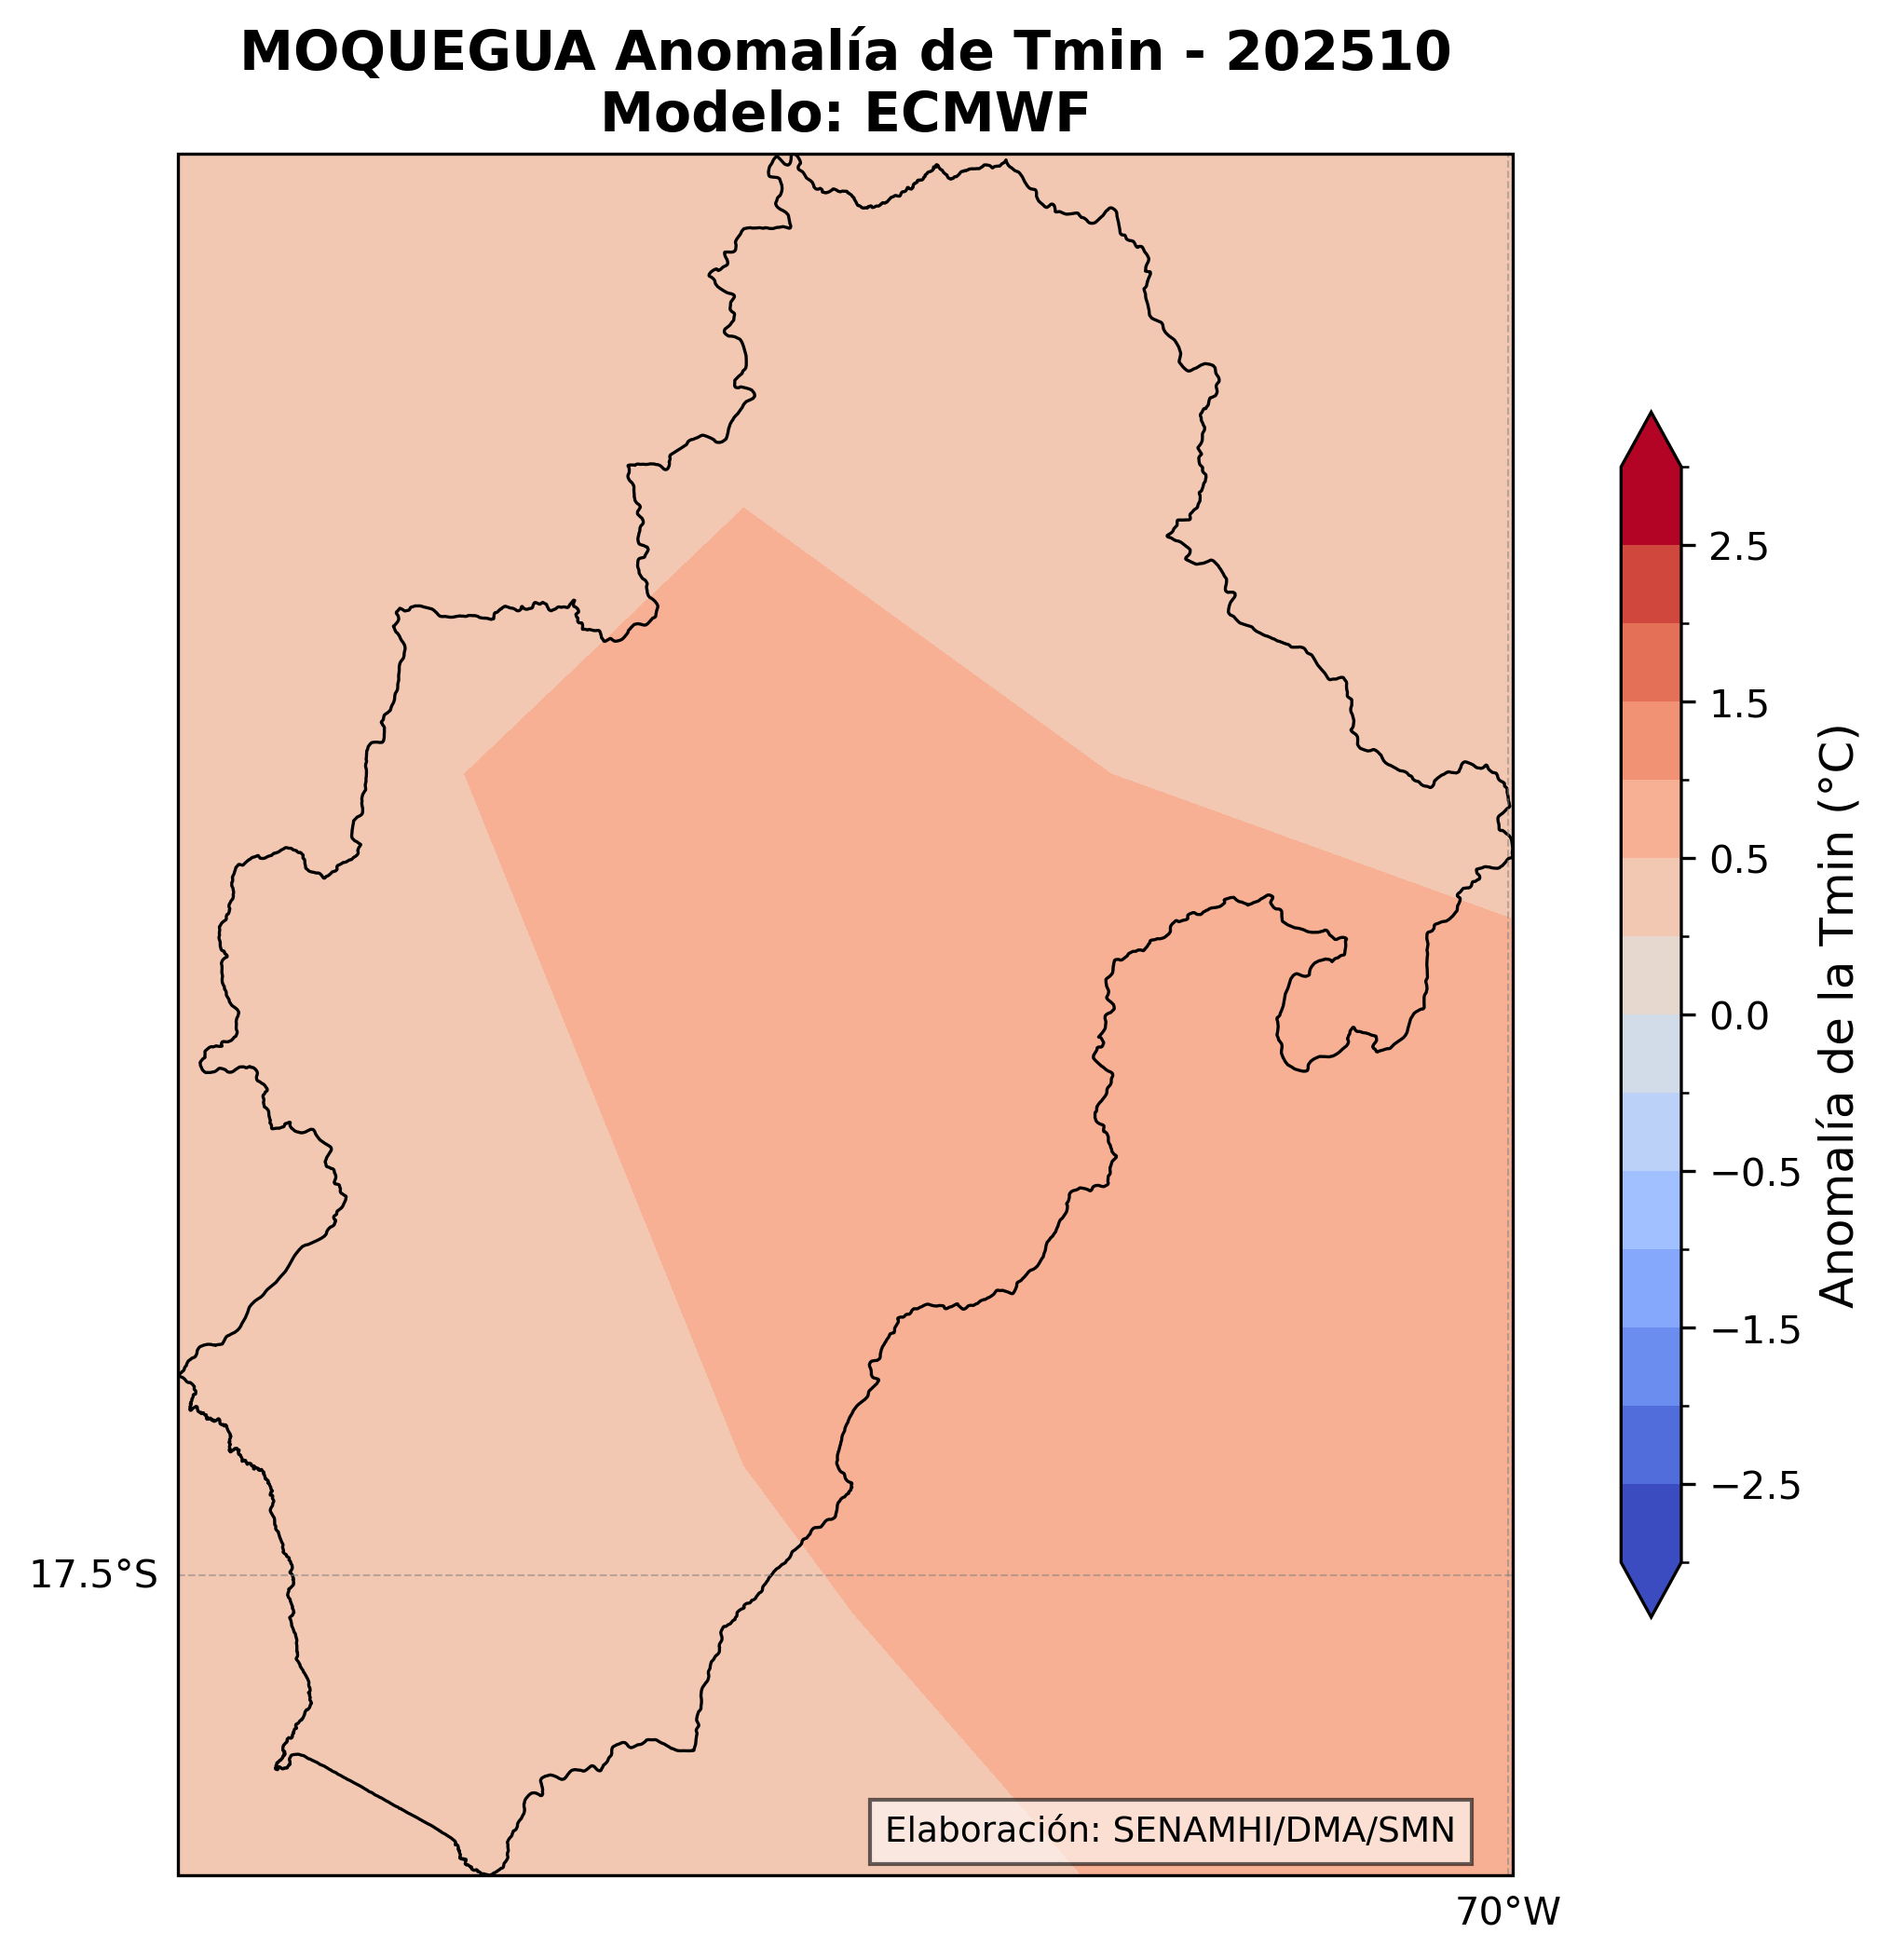 MOQUEGUA Anomalía de Tmin - 202510
Modelo: ECMWF
2.5
1.5
0.5
0.0
−0.5
−1.5
−2.5
Anomalía de la Tmin (°C)
17.5°S
Elaboración: SENAMHI/DMA/SMN
70°W